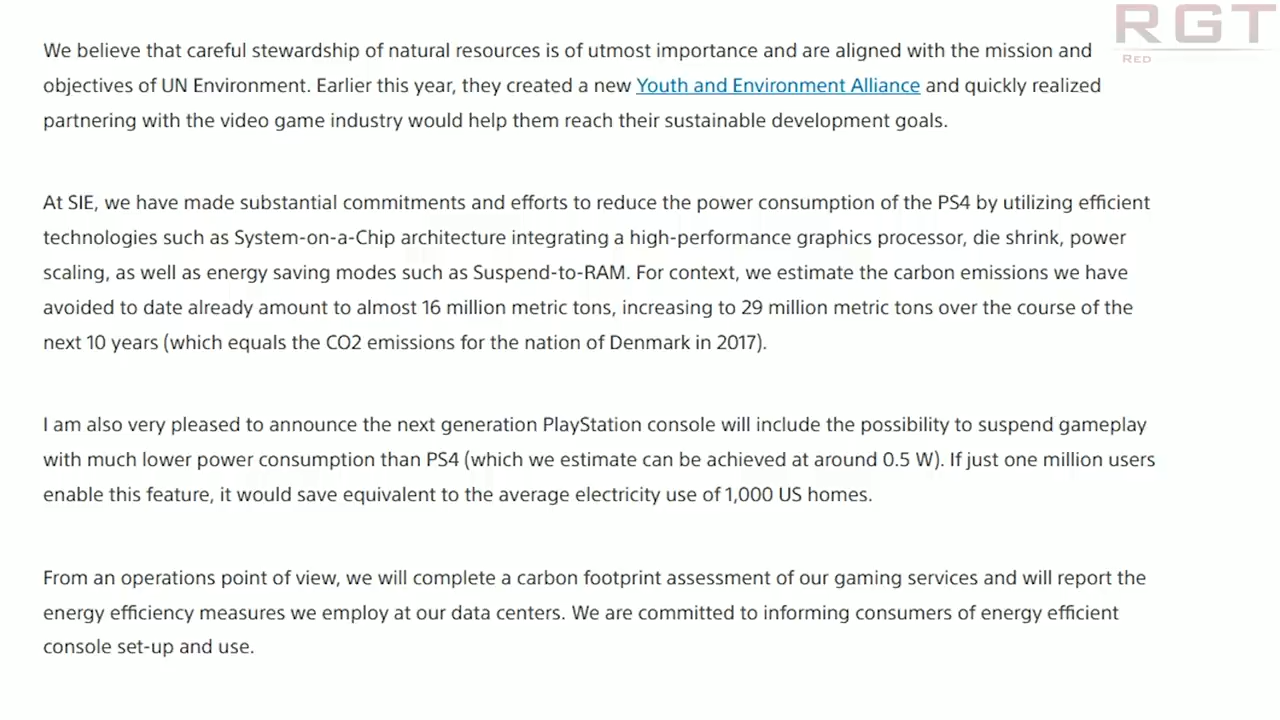 RGT
RED
We believe that careful stewardship of natural resources is of utmost importance and are aligned with the mission and
objectives of UN Environment. Earlier this year, they created a new Youth and Environment Alliance and quickly realized
partnering with the video game industry would help them reach their sustainable development goals.
At SIE, we have made substantial commitments and efforts to reduce the power consumption of the PS4 by utilizing efficient
technologies such as System-on-a-Chip architecture integrating a high-performance graphics processor, die shrink, power
scaling, as well as energy saving modes such as Suspend-to-RAM. For context, we estimate the carbon emissions we have
avoided to date already amount to almost 16 million metric tons, increasing to 29 million metric tons over the course of the
next 10 years (which equals the CO2 emissions for the nation of Denmark in 2017).
I am also very pleased to announce the next generation PlayStation console will include the possibility to suspend gameplay
with much lower power consumption than PS4 (which we estimate can be achieved at around 0.5 W). If just one million users
enable this feature, it would save equivalent to the average electricity use of 1,000 US homes.
From an operations point of view, we will complete a carbon footprint assessment of our gaming services and will report the
energy efficiency measures we employ at our data centers. We are committed to informing consumers of energy efficient
console set-up and use.